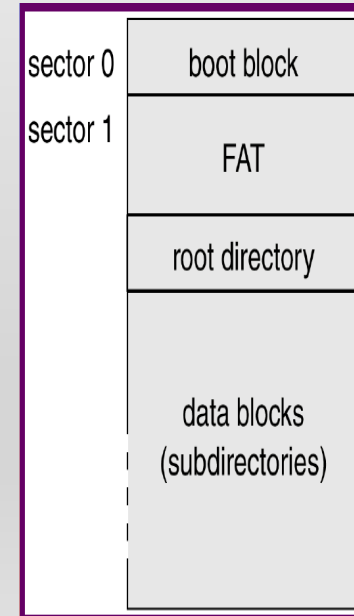 sector 0 boot block
sector 1
FAT
root directory
data blocks
(subdirectories)